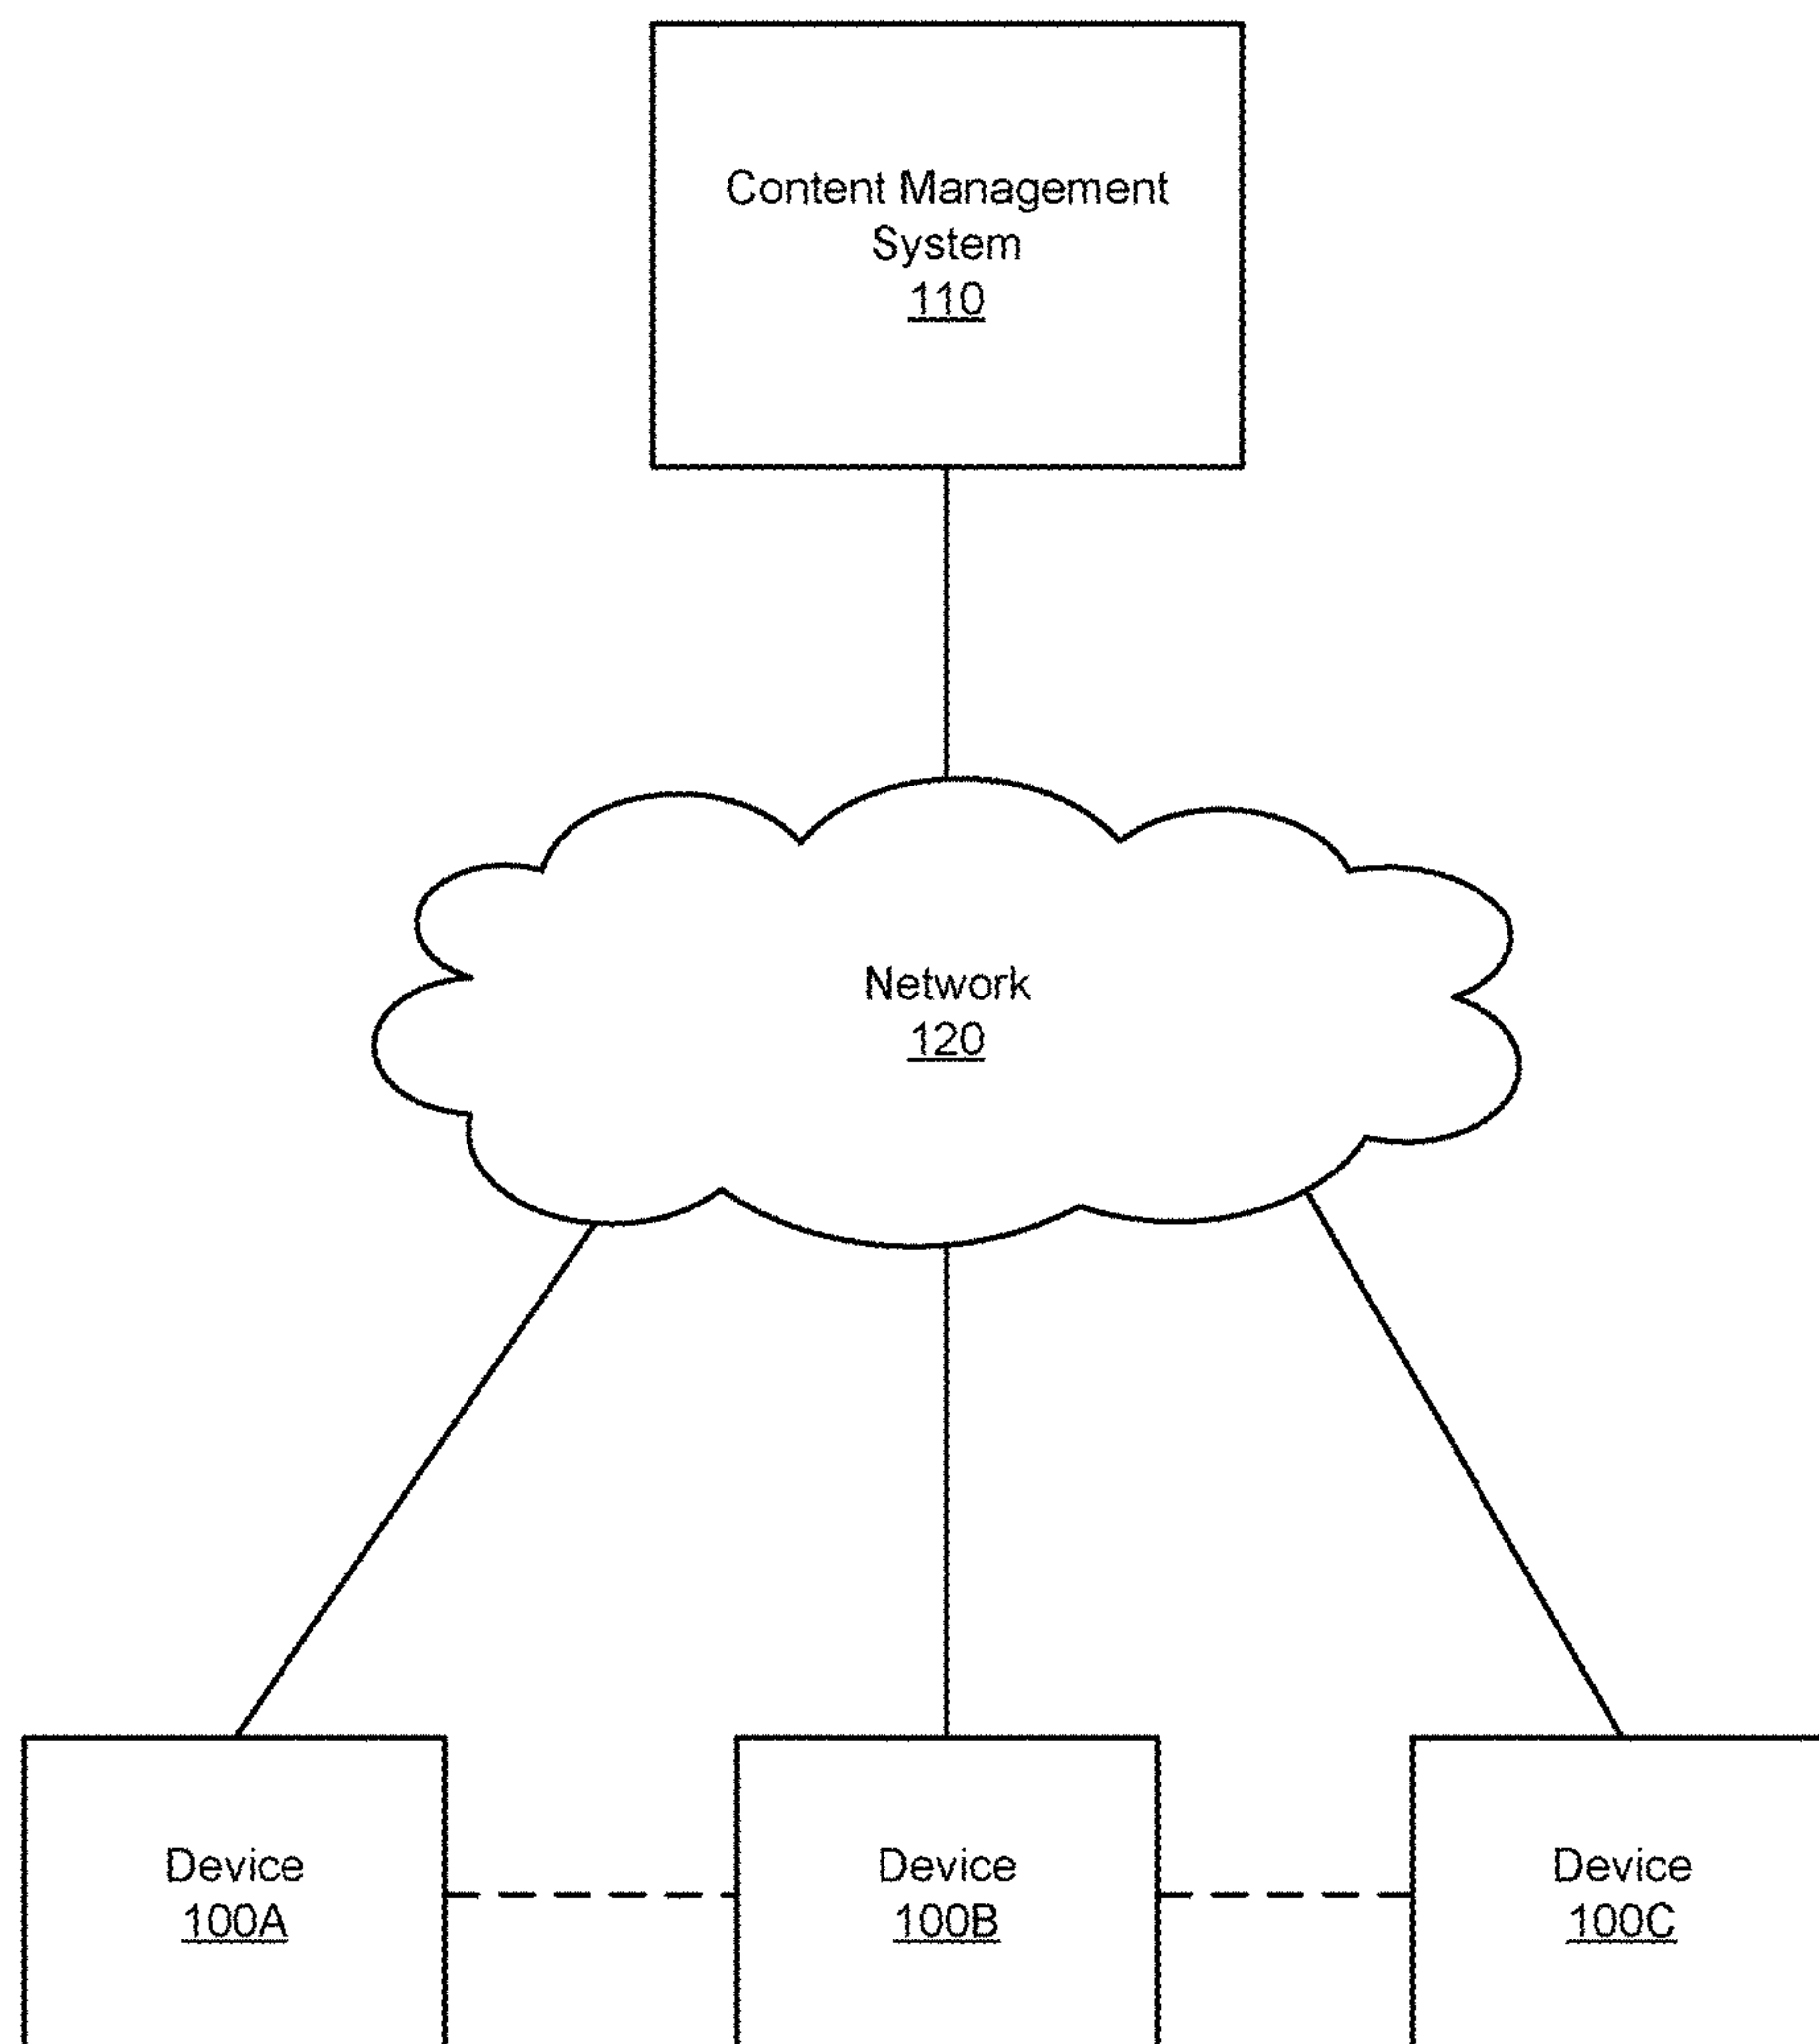 Content Management
System
110
Network
120
Device
100A
Device
100B
Device
100C